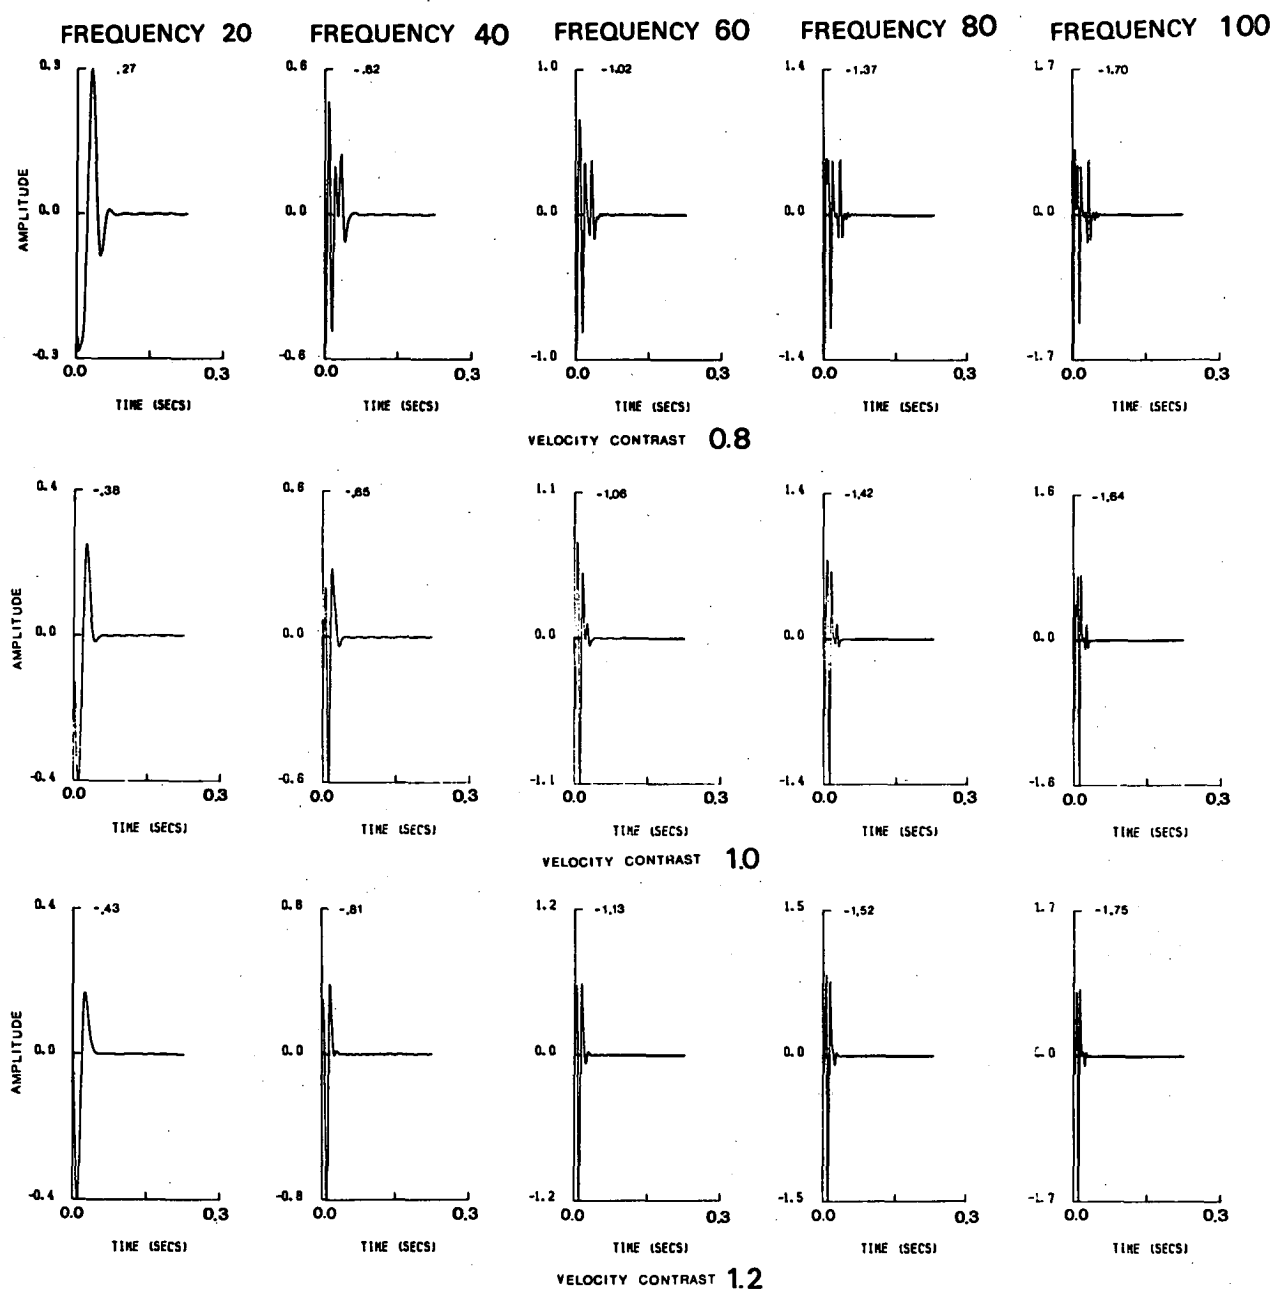 FREQUENCY 20 FREQUENCY 40 FREQUENCY 60 FREQUENCY 80 FREQUENCY 100
0.3 .27 0.6 -.62 1.0 -1.02 1.4 -1.37 1.7 -1.70
AMPLITUDE
0.0 0.0 0.0 0.0 0.0
-0.3 -0.6 -1.0 -1.4 -1.7
0.0 0.3 0.0 0.3 0.0 0.3 0.0 0.3 0.0 0.3
TIME (SECS) TIME (SECS) TIME (SECS) TIME (SECS) TIME (SECS)
VELOCITY CONTRAST 0.8
0.4 -.38 0.6 -.65 1.1 -1.06 1.4 -1.42 1.6 -1.64
AMPLITUDE
0.0 0.0 0.0 0.0 0.0
-0.4 -0.6 -1.1 -1.4 -1.6
0.0 0.3 0.0 0.3 0.0 0.3 0.0 0.3 0.0 0.3
TIME (SECS) TIME (SECS) TIME (SECS) TIME (SECS) TIME (SECS)
VELOCITY CONTRAST 1.0
0.4 -.43 0.8 -.81 1.2 -1.13 1.5 -1.52 1.7 -1.75
AMPLITUDE
0.0 0.0 0.0 0.0 0.0
-0.4 -0.8 -1.2 -1.5 -1.7
0.0 0.3 0.0 0.3 0.0 0.3 0.0 0.3 0.0 0.3
TIME (SECS) TIME (SECS) TIME (SECS) TIME (SECS) TIME (SECS)
VELOCITY CONTRAST 1.2